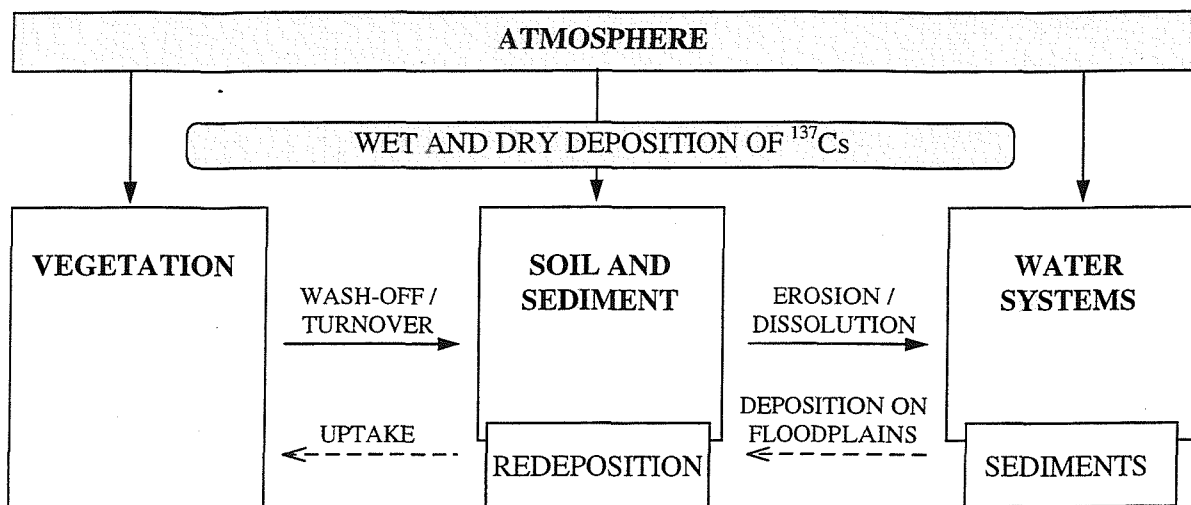 ATMOSPHERE
WET AND DRY DEPOSITION OF ¹³⁷Cs
VEGETATION
WASH-OFF /
TURNOVER
UPTAKE
SOIL AND
SEDIMENT
REDEPOSITION
EROSION /
DISSOLUTION
DEPOSITION ON
FLOODPLAINS
WATER
SYSTEMS
SEDIMENTS